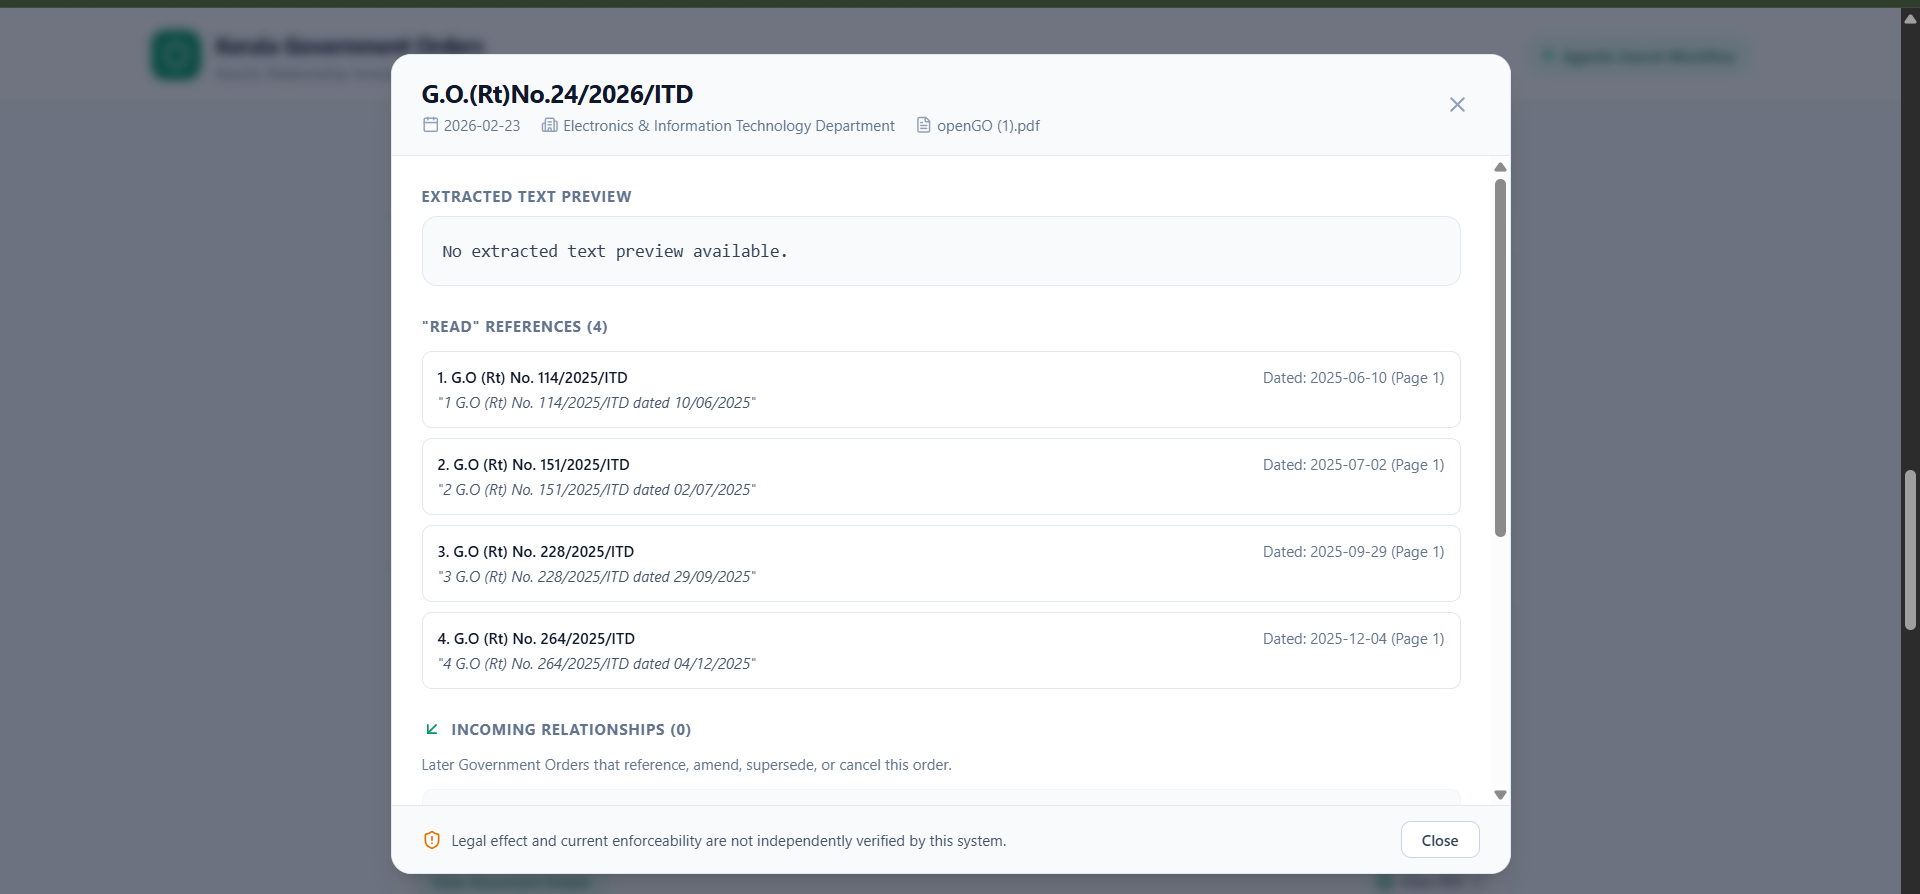 Kerala Government Orders
G.O.(Rt)No.24/2026/ITD
2026-02-23 Electronics & Information Technology Department openGO (1).pdf
EXTRACTED TEXT PREVIEW
No extracted text preview available.
"READ" REFERENCES (4)
1. G.O (Rt) No. 114/2025/ITD Dated: 2025-06-10 (Page 1)
"1 G.O (Rt) No. 114/2025/ITD dated 10/06/2025"
2. G.O (Rt) No. 151/2025/ITD Dated: 2025-07-02 (Page 1)
"2 G.O (Rt) No. 151/2025/ITD dated 02/07/2025"
3. G.O (Rt) No. 228/2025/ITD Dated: 2025-09-29 (Page 1)
"3 G.O (Rt) No. 228/2025/ITD dated 29/09/2025"
4. G.O (Rt) No. 264/2025/ITD Dated: 2025-12-04 (Page 1)
"4 G.O (Rt) No. 264/2025/ITD dated 04/12/2025"
INCOMING RELATIONSHIPS (0)
Later Government Orders that reference, amend, supersede, or cancel this order.
Legal effect and current enforceability are not independently verified by this system.
Close